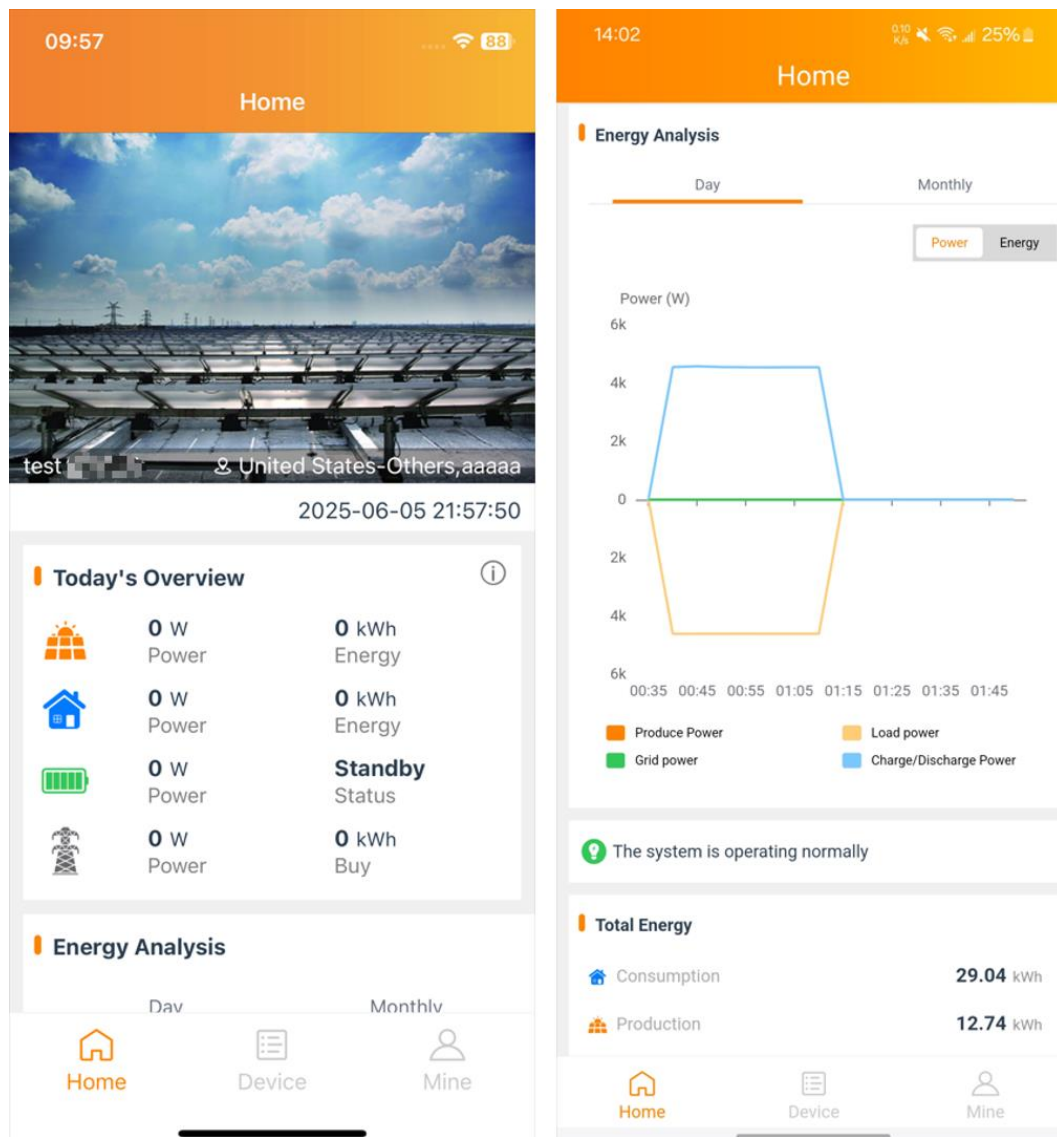 09:57
88
Home
test
United States-Others,aaaaa
2025-06-05 21:57:50
Today's Overview
0 W 0 kWh
Power Energy
0 W 0 kWh
Power Energy
0 W Standby
Power Status
0 W 0 kWh
Power Buy
Energy Analysis
Day Monthly
Home Device Mine
14:02
0.10 K/s 25%
Home
Energy Analysis
Day Monthly
Power Energy
Power (W)
6k
4k
2k
0
2k
4k
6k
00:35 00:45 00:55 01:05 01:15 01:25 01:35 01:45
Produce Power Load power
Grid power Charge/Discharge Power
The system is operating normally
Total Energy
Consumption 29.04 kWh
Production 12.74 kWh
Home Device Mine